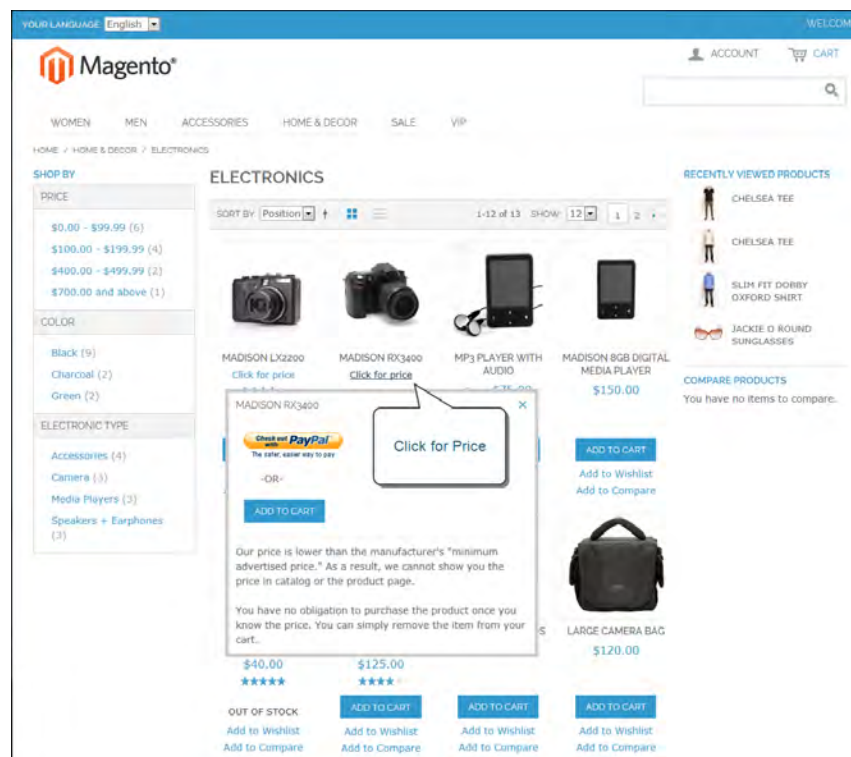 YOUR LANGUAGE: English
WELCOM
Magento®
ACCOUNT
CART
WOMEN MEN ACCESSORIES HOME & DECOR SALE VIP
HOME / HOME & DECOR / ELECTRONICS
SHOP BY
PRICE
$0.00 - $99.99 (6)
$100.00 - $199.99 (4)
$400.00 - $499.99 (2)
$700.00 and above (1)
COLOR
Black (9)
Charcoal (2)
Green (2)
ELECTRONIC TYPE
Accessories (4)
Camera (3)
Media Players (3)
Speakers + Earphones
(3)
ELECTRONICS
SORT BY Position
1-12 of 13 SHOW: 12 1 2
MADISON LX2200
Click for price
MADISON RX3400
Click for price
MP3 PLAYER WITH
AUDIO
$75.00
MADISON 8GB DIGITAL
MEDIA PLAYER
$150.00
ADD TO CART
Add to Wishlist
Add to Compare
MADISON RX3400
×
Check out with PayPal
The safer, easier way to pay
-OR-
ADD TO CART
Our price is lower than the manufacturer's "minimum
advertised price." As a result, we cannot show you the
price in catalog or the product page.
You have no obligation to purchase the product once you
know the price. You can simply remove the item from your
cart.
Click for Price
S
LARGE CAMERA BAG
$120.00
$40.00
$125.00
OUT OF STOCK
Add to Wishlist
Add to Compare
ADD TO CART
Add to Wishlist
Add to Compare
ADD TO CART
Add to Wishlist
Add to Compare
ADD TO CART
Add to Wishlist
Add to Compare
RECENTLY VIEWED PRODUCTS
CHELSEA TEE
CHELSEA TEE
SLIM FIT DOBBY
OXFORD SHIRT
JACKIE O ROUND
SUNGLASSES
COMPARE PRODUCTS
You have no items to compare.